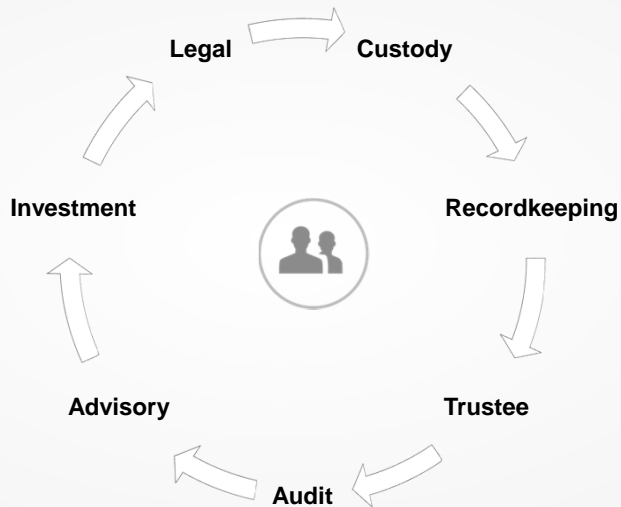 Legal
Custody
Recordkeeping
Trustee
Audit
Advisory
Investment